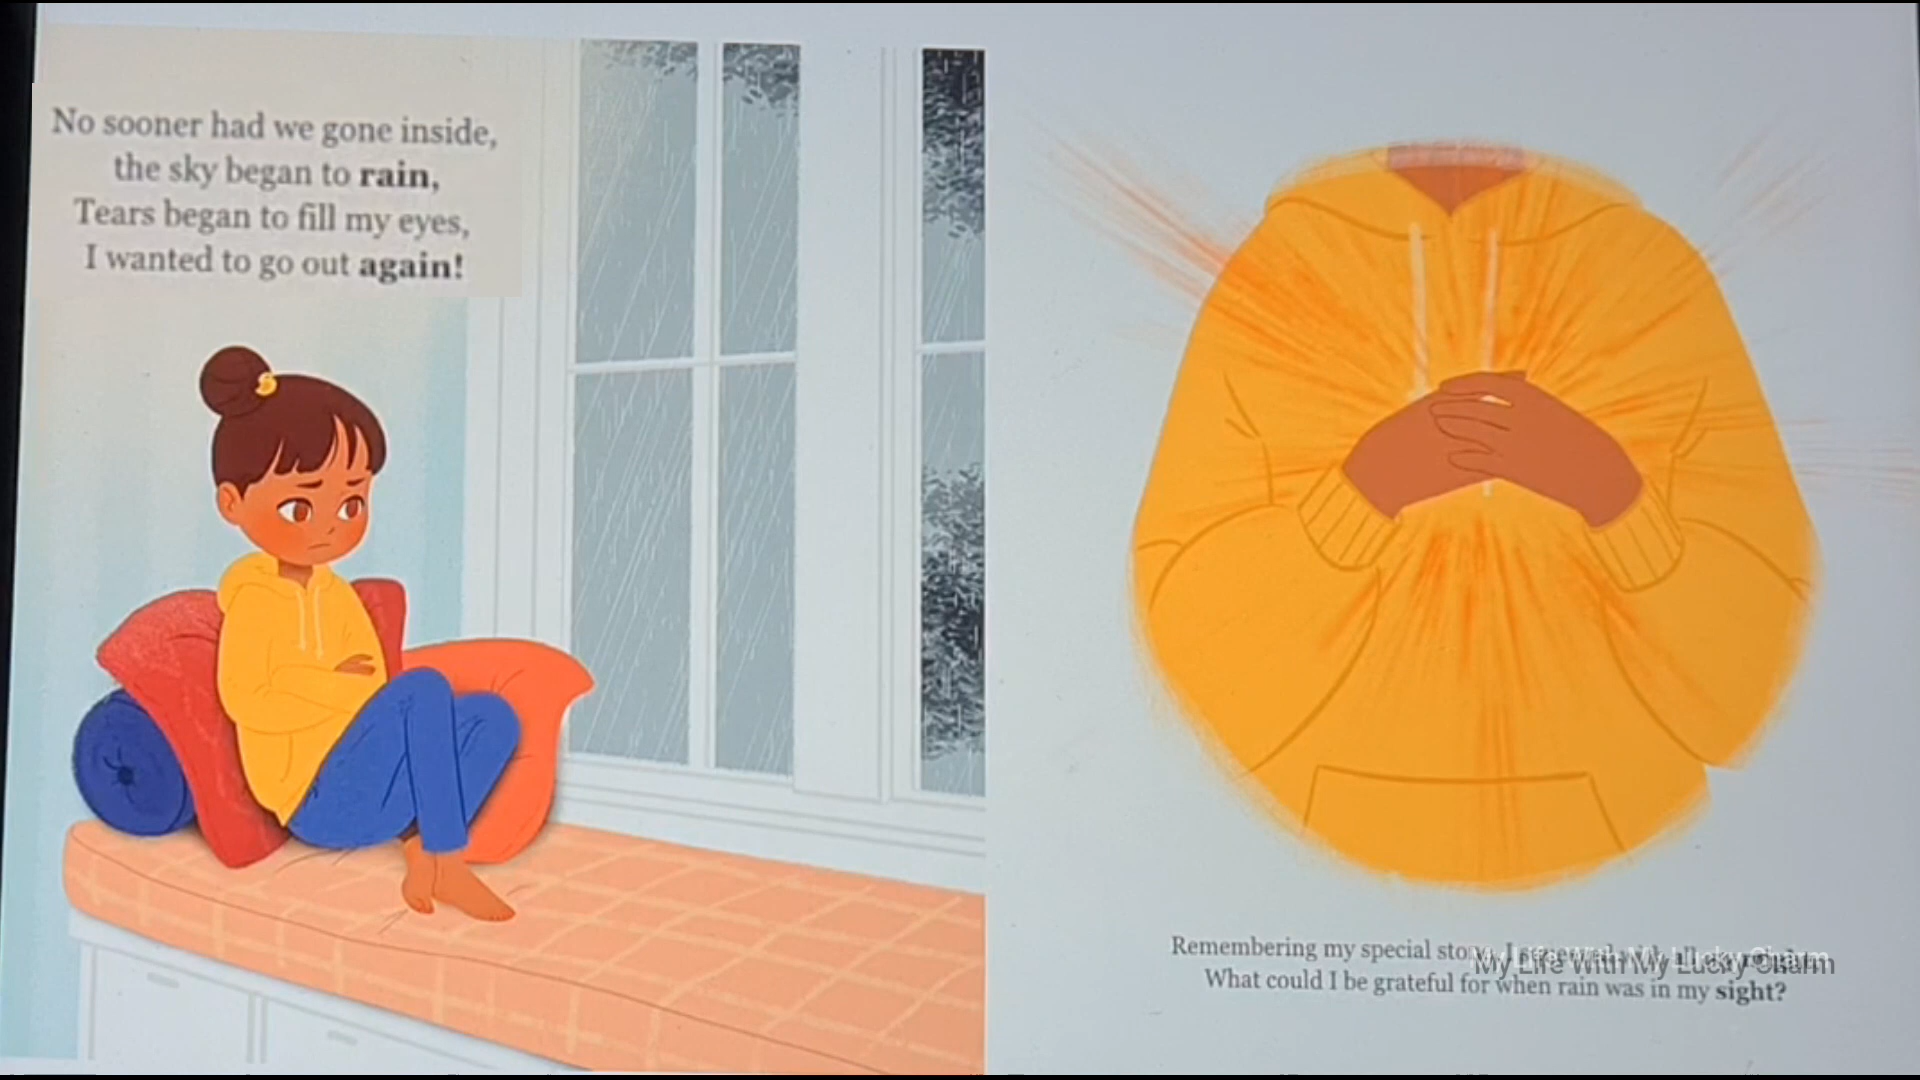 No sooner had we gone inside,
the sky began to rain,
Tears began to fill my eyes,
I wanted to go out again!
Remembering my special stone, I
My Life With My Lucky Charm
What could I be grateful for when rain was in my sight?